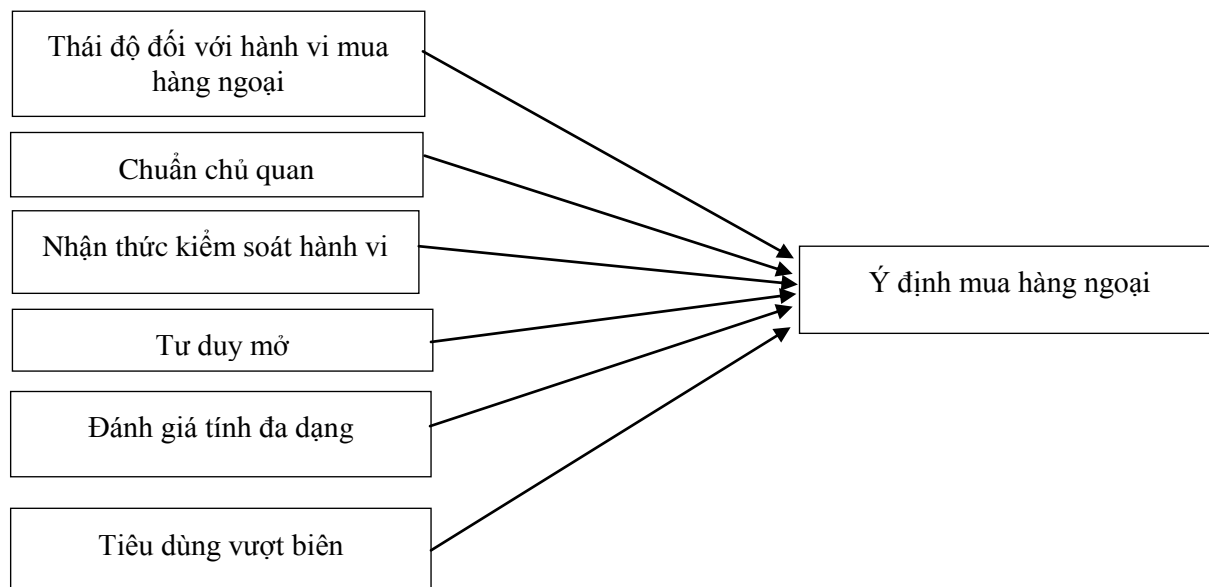 Thái độ đối với hành vi mua
hàng ngoại
Chuẩn chủ quan
Nhận thức kiểm soát hành vi
Tư duy mở
Đánh giá tính đa dạng
Tiêu dùng vượt biên
Ý định mua hàng ngoại